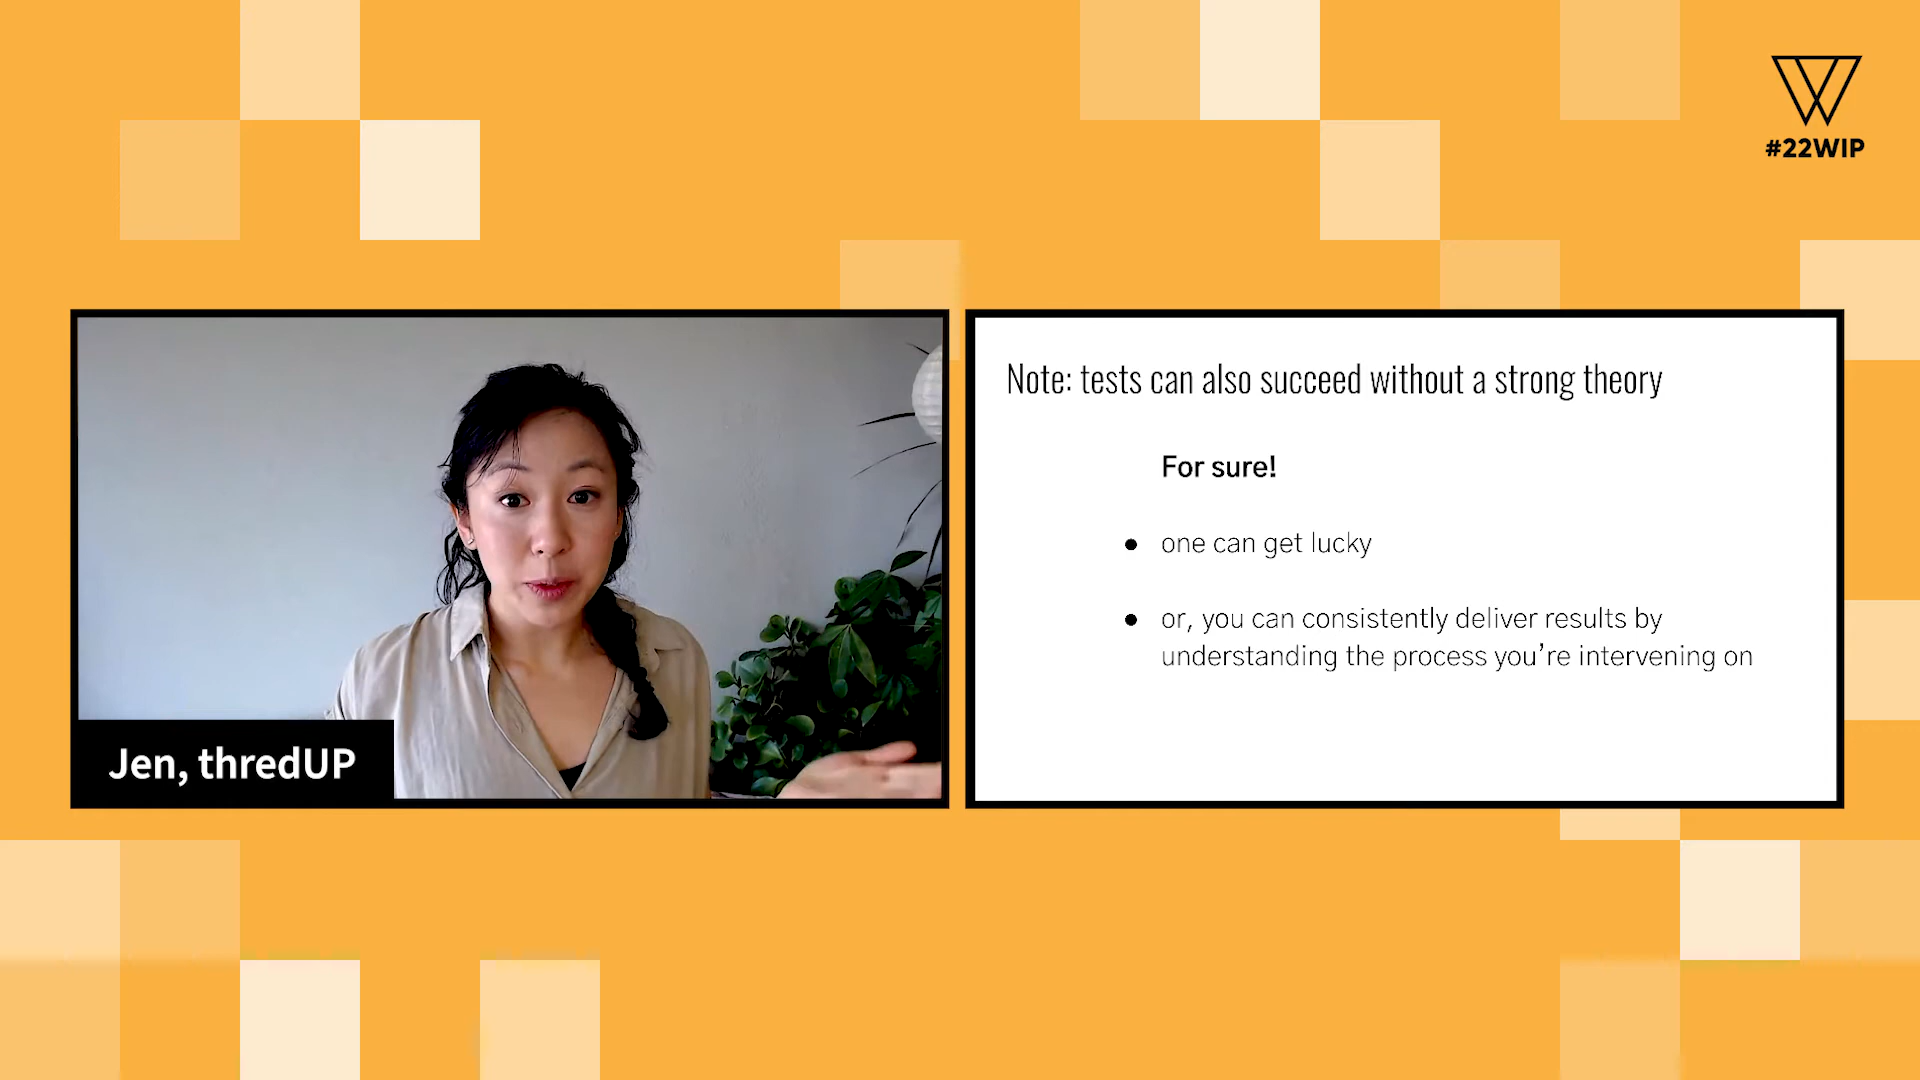 #22WIP
Jen, thredUP
Note: tests can also succeed without a strong theory
For sure!
● one can get lucky
● or, you can consistently deliver results by
understanding the process you’re intervening on